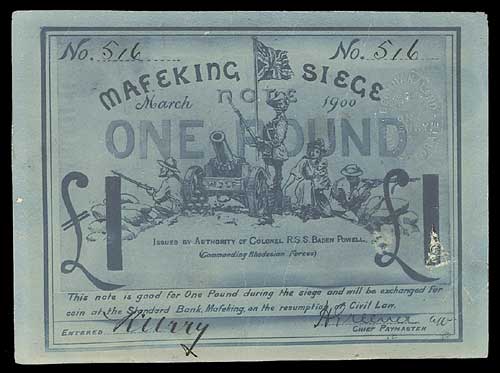 No. 516 No. 516
MAFEKING SIEGE
March NOTE 1900
ONE POUND
£1 £1
ISSUED BY AUTHORITY OF COLONEL R.S.S. BADEN POWELL.
(Commanding Rhodesian Forces)
This note is good for One Pound during the siege and will be exchanged for
coin at the Standard Bank, Mafeking, on the resumption of Civil Law.
ENTERED
CHIEF PAYMASTER